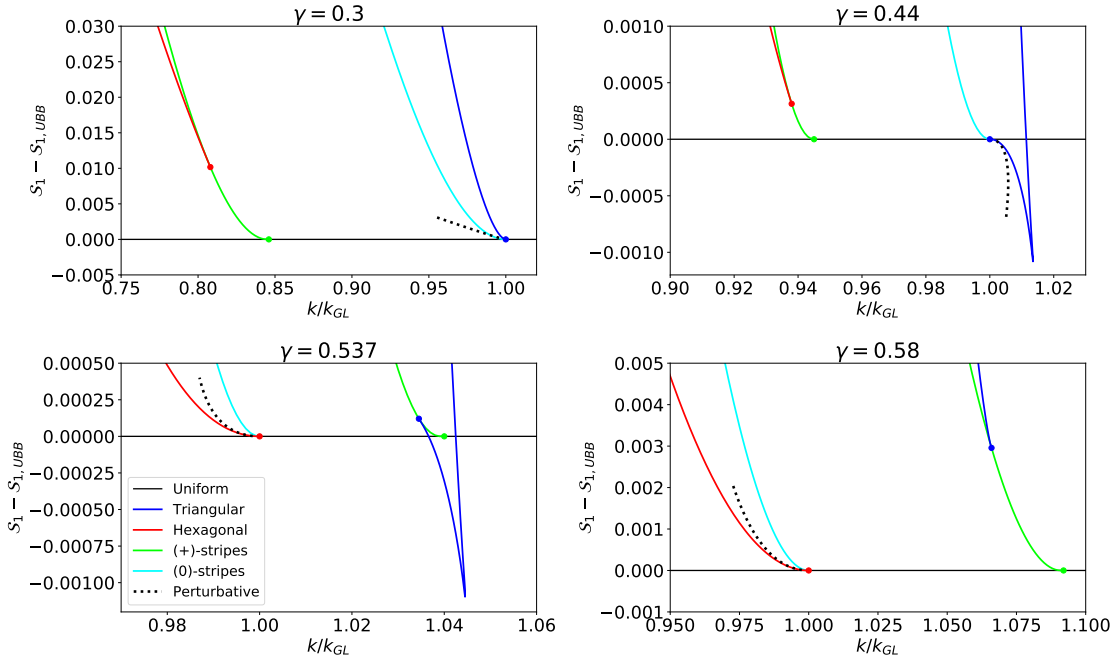 γ = 0.3
0.030
0.025
0.020
0.015
0.010
0.005
0.000
−0.005
S₁ − S₁,UBB
0.75 0.80 0.85 0.90 0.95 1.00
k/k_GL
γ = 0.44
0.0010
0.0005
0.0000
−0.0005
−0.0010
S₁ − S₁,UBB
0.90 0.92 0.94 0.96 0.98 1.00 1.02
k/k_GL
γ = 0.537
0.00050
0.00025
0.00000
−0.00025
−0.00050
−0.00075
−0.00100
S₁ − S₁,UBB
Uniform
Triangular
Hexagonal
(+)-stripes
(0)-stripes
Perturbative
0.98 1.00 1.02 1.04 1.06
k/k_GL
γ = 0.58
0.005
0.004
0.003
0.002
0.001
0.000
−0.001
S₁ − S₁,UBB
0.950 0.975 1.000 1.025 1.050 1.075 1.100
k/k_GL